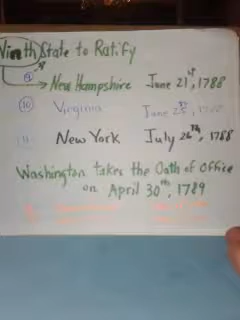 Ninth State to Ratify
9th → New Hampshire June 21st, 1788
10 Virginia June 25th, 1788
11 New York July 26th, 1788
Washington takes the Oath of Office
on April 30th, 1789